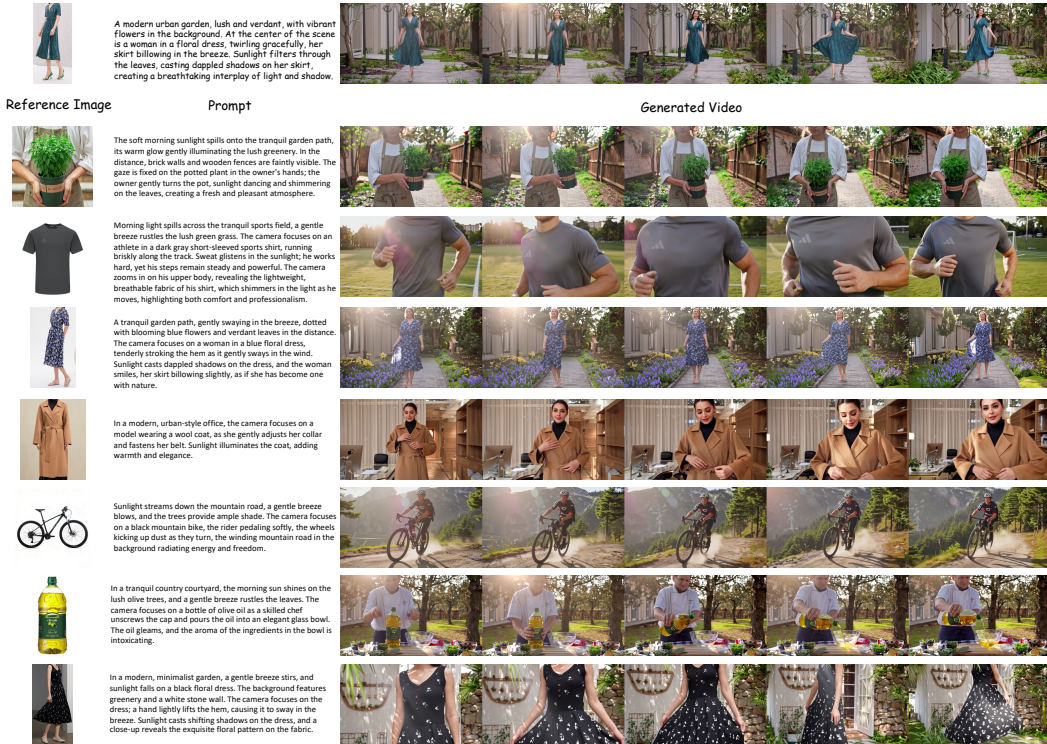 A modern urban garden, lush and verdant, with vibrant
flowers in the background. At the center of the scene
is a woman in a floral dress, twirling gracefully, her
skirt billowing in the breeze. Sunlight filters through
the leaves, casting dappled shadows on her skirt,
creating a breathtaking interplay of light and shadow.
Reference Image
Prompt
Generated Video
The soft morning sunlight spills onto the tranquil garden path,
its warm glow gently illuminating the lush greenery. In the
distance, brick walls and wooden fences are faintly visible. The
gaze is fixed on the potted plant in the owner's hands; the
owner gently turns the pot, sunlight dancing and shimmering
on the leaves, creating a fresh and pleasant atmosphere.
Morning light spills across the tranquil sports field, a gentle
breeze rustles the lush green grass. The camera focuses on an
athlete in a dark gray short-sleeved sports shirt, running
briskly along the track. Sweat glistens in the sunlight; he works
hard, yet his steps remain steady and powerful. The camera
zooms in on his upper body, revealing the lightweight,
breathable fabric of his shirt, which shimmers in the light as he
moves, highlighting both comfort and professionalism.
A tranquil garden path, gently swaying in the breeze, dotted
with blooming blue flowers and verdant leaves in the distance.
The camera focuses on a woman in a blue floral dress,
tenderly stroking the hem as it gently sways in the wind.
Sunlight casts dappled shadows on the dress, and the woman
smiles, her skirt billowing slightly, as if she has become one
with nature.
In a modern, urban-style office, the camera focuses on a
model wearing a wool coat, as she gently adjusts her collar
and fastens her belt. Sunlight illuminates the coat, adding
warmth and elegance.
Sunlight streams down the mountain road, a gentle breeze
blows, and the trees provide ample shade. The camera focuses
on a black mountain bike, the rider pedaling softly, the wheels
kicking up dust as they turn, the winding mountain road in the
background radiating energy and freedom.
In a tranquil country courtyard, the morning sun shines on the
lush olive trees, and a gentle breeze rustles the leaves. The
camera focuses on a bottle of olive oil as a skilled chef
unscrews the cap and pours the oil into an elegant glass bowl.
The oil gleams, and the aroma of the ingredients in the bowl is
intoxicating.
In a modern, minimalist garden, a gentle breeze stirs, and
sunlight falls on a black floral dress. The background features
greenery and a white stone wall. The camera focuses on the
dress; a hand lightly lifts the hem, causing it to sway in the
breeze. Sunlight casts shifting shadows on the dress, and a
close-up reveals the exquisite floral pattern on the fabric.